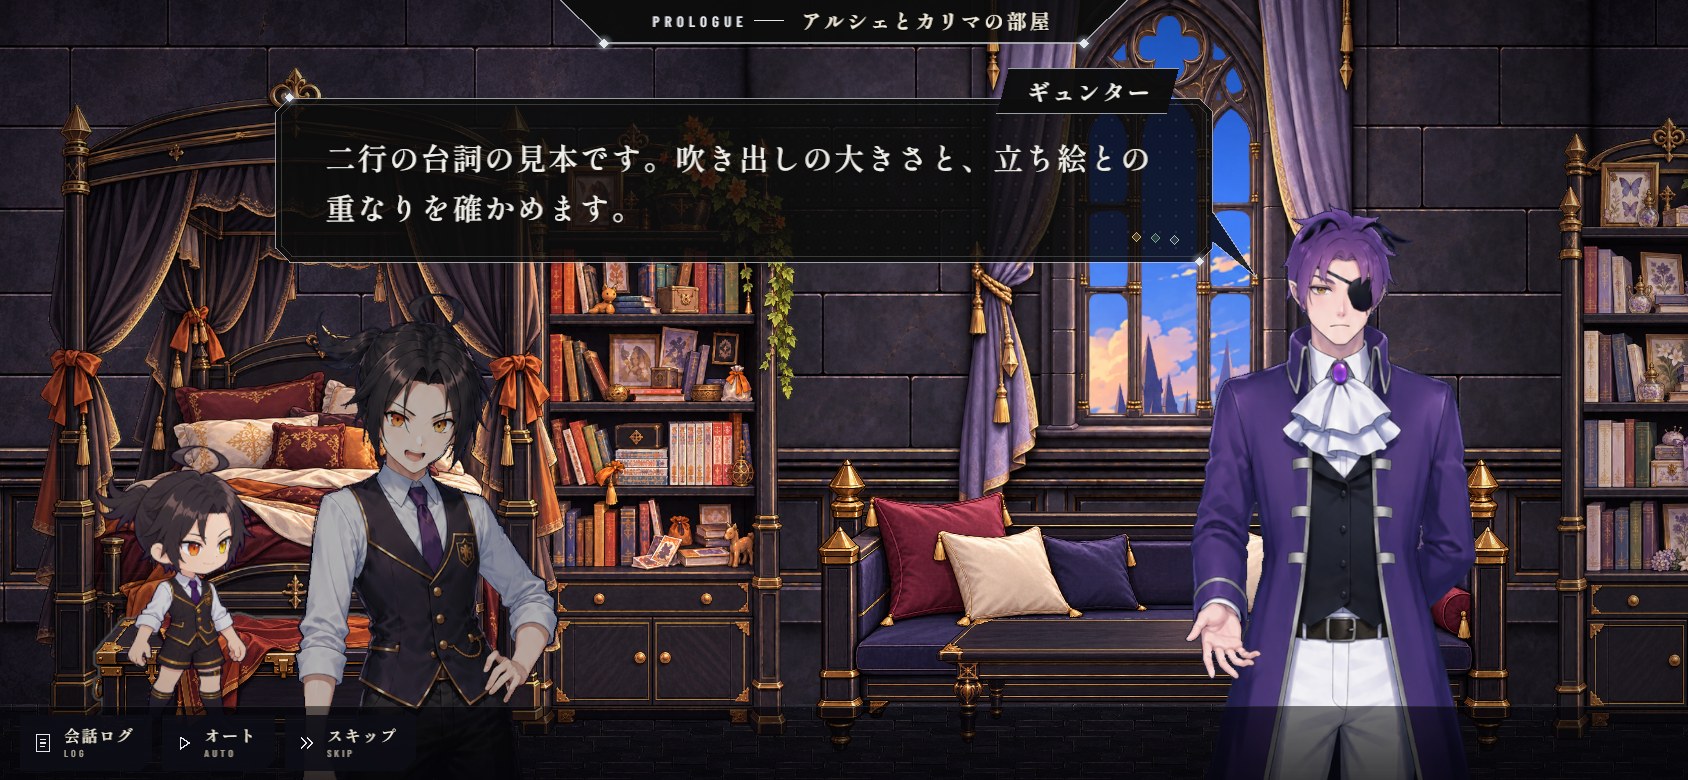 PROLOGUE — アルシェとカリマの部屋
ギュンター
二行の台詞の見本です。吹き出しの大きさと、立ち絵との
重なりを確かめます。
会話ログ
LOG
オート
AUTO
スキップ
SKIP